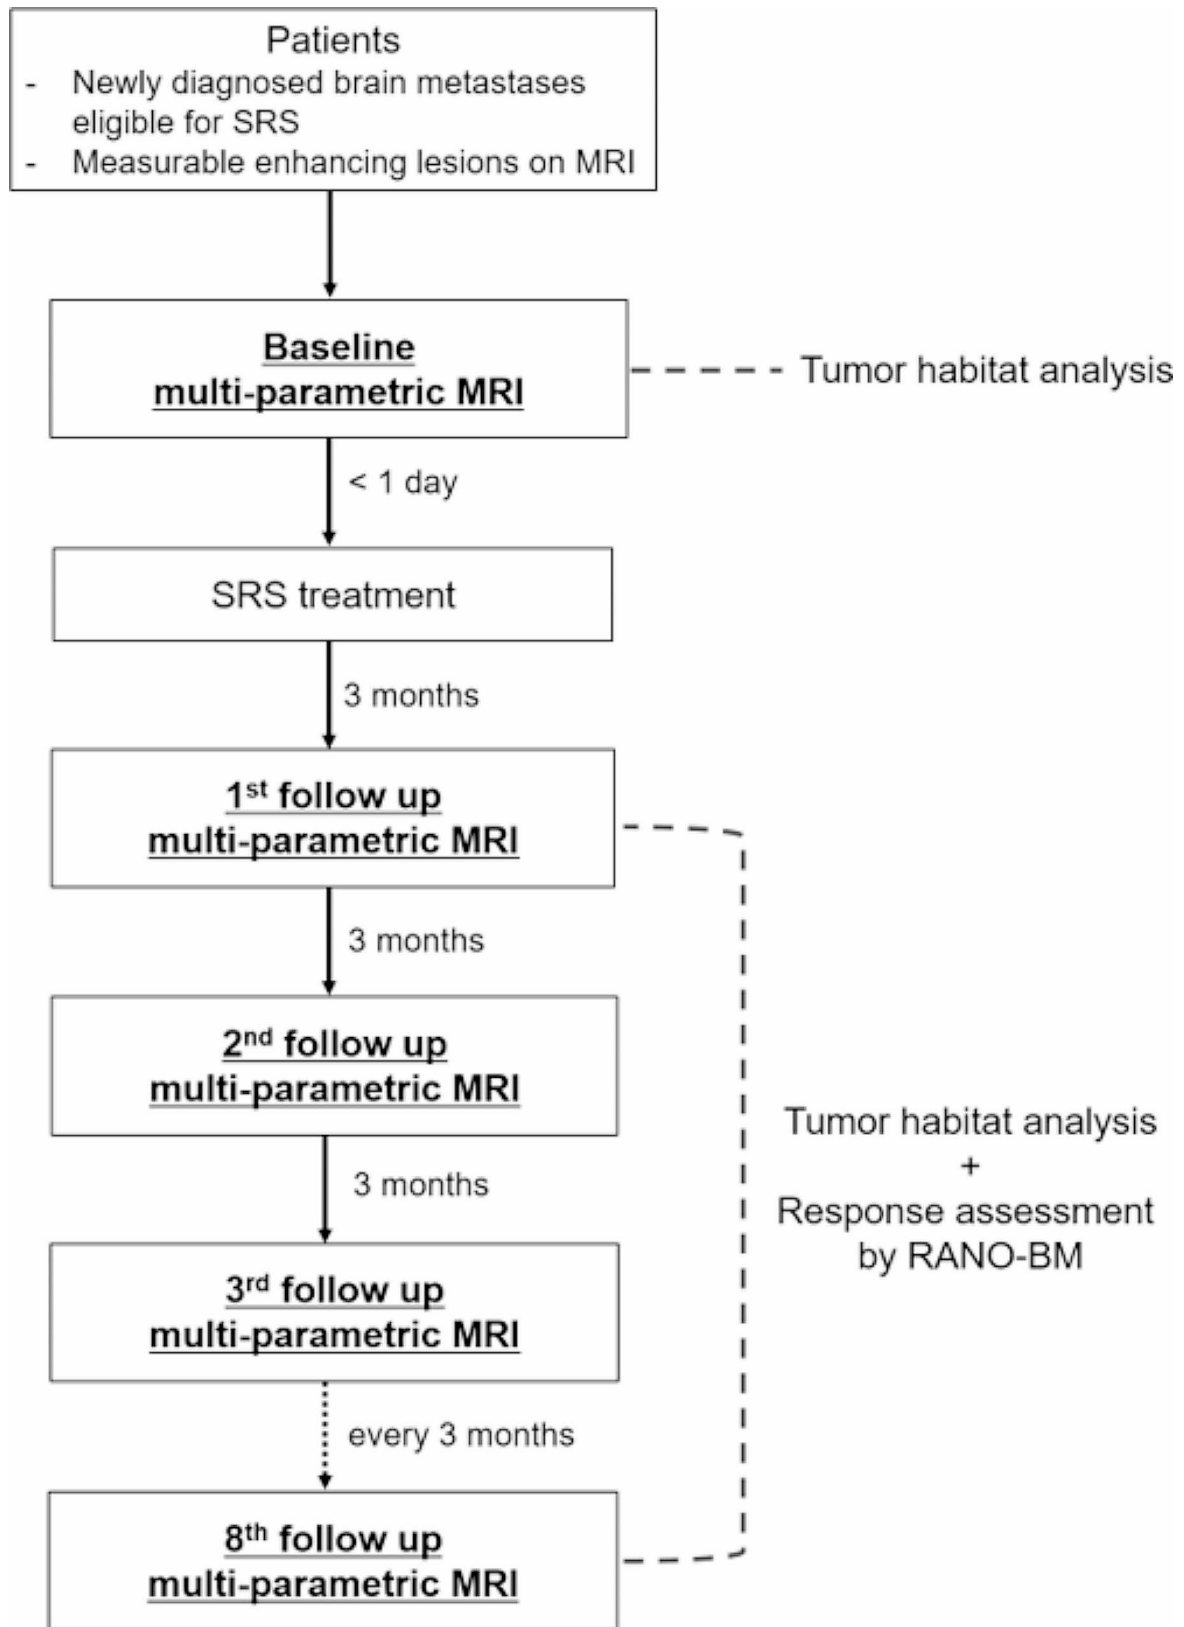 Patients
- Newly diagnosed brain metastases
eligible for SRS
- Measurable enhancing lesions on MRI
Baseline
multi-parametric MRI
Tumor habitat analysis
< 1 day
SRS treatment
3 months
1st follow up
multi-parametric MRI
3 months
2nd follow up
multi-parametric MRI
3 months
Tumor habitat analysis
+
Response assessment
by RANO-BM
3rd follow up
multi-parametric MRI
every 3 months
8th follow up
multi-parametric MRI